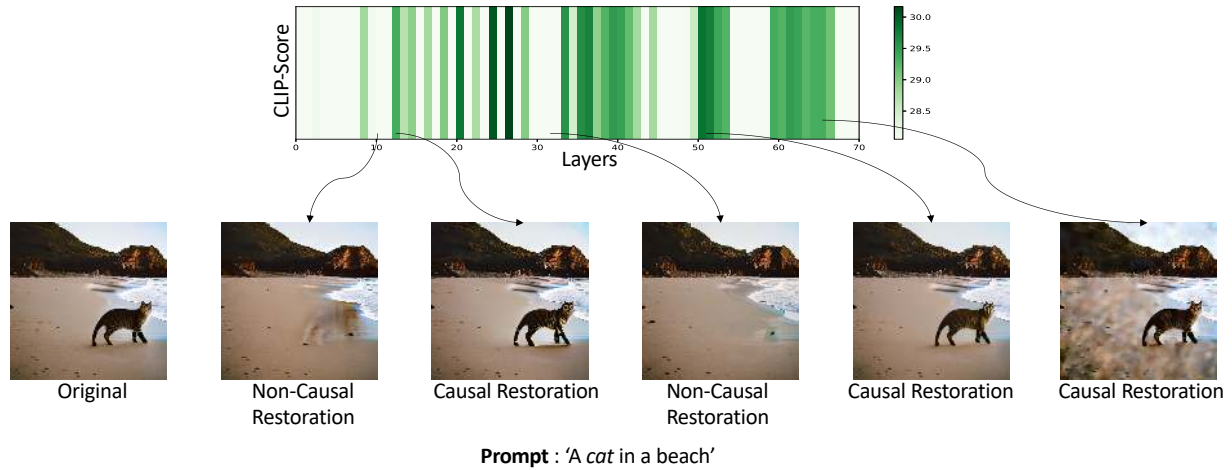 30.0
29.5
29.0
28.5
CLIP-Score
0 10 20 30 40 50 60 70
Layers
Original
Non-Causal
Restoration
Causal Restoration
Non-Causal
Restoration
Causal Restoration
Causal Restoration
Prompt : ‘A cat in a beach’